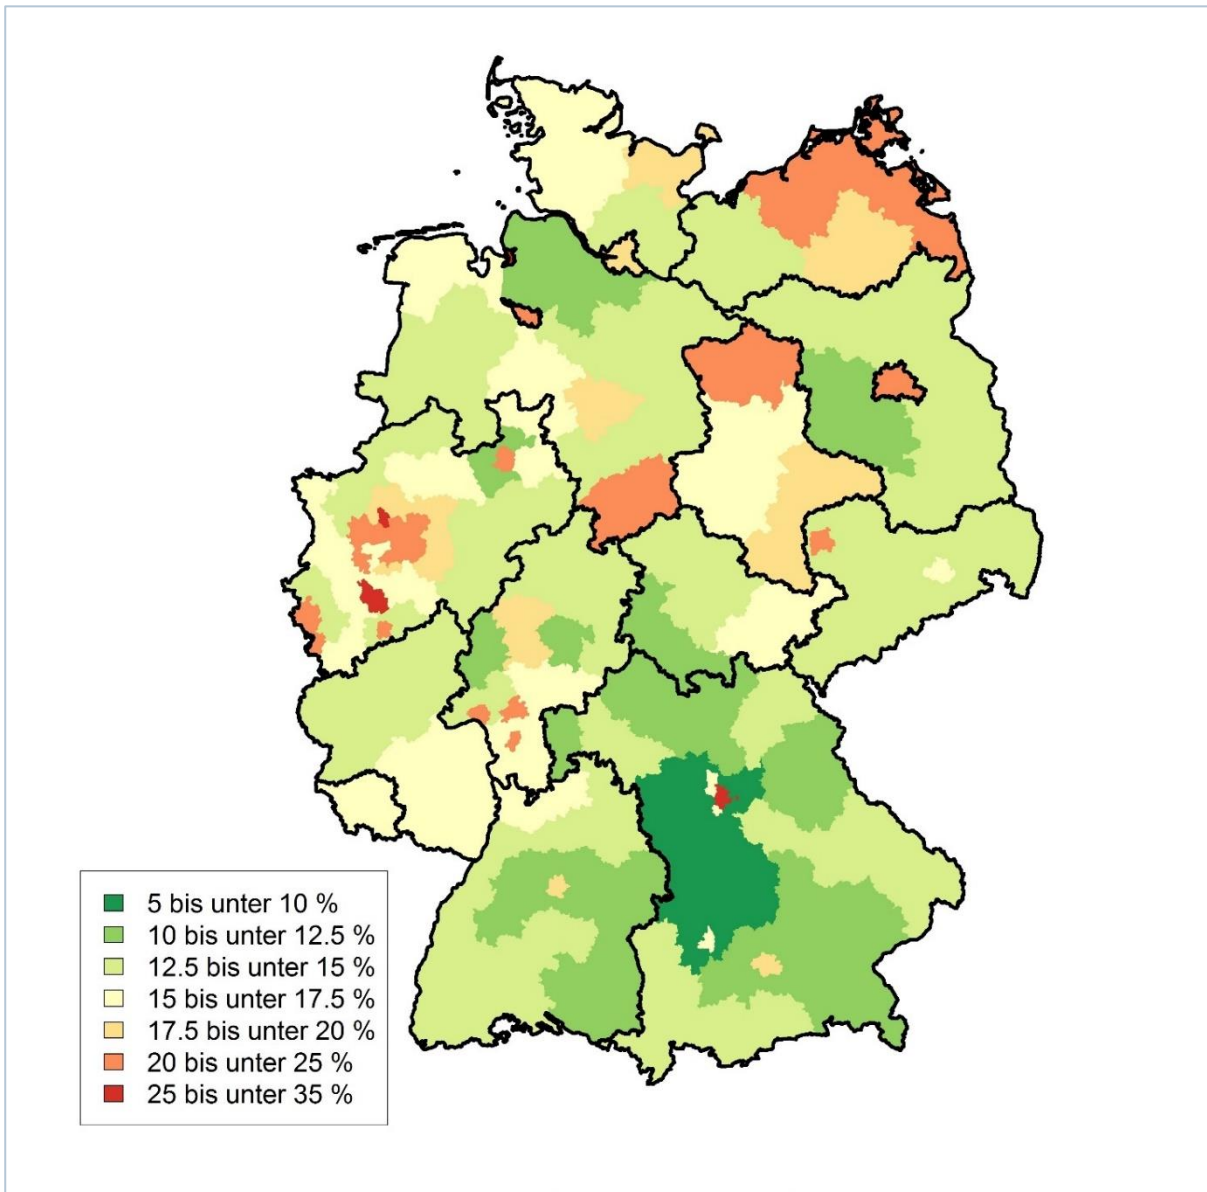 5 bis unter 10 %
10 bis unter 12.5 %
12.5 bis unter 15 %
15 bis unter 17.5 %
17.5 bis unter 20 %
20 bis unter 25 %
25 bis unter 35 %